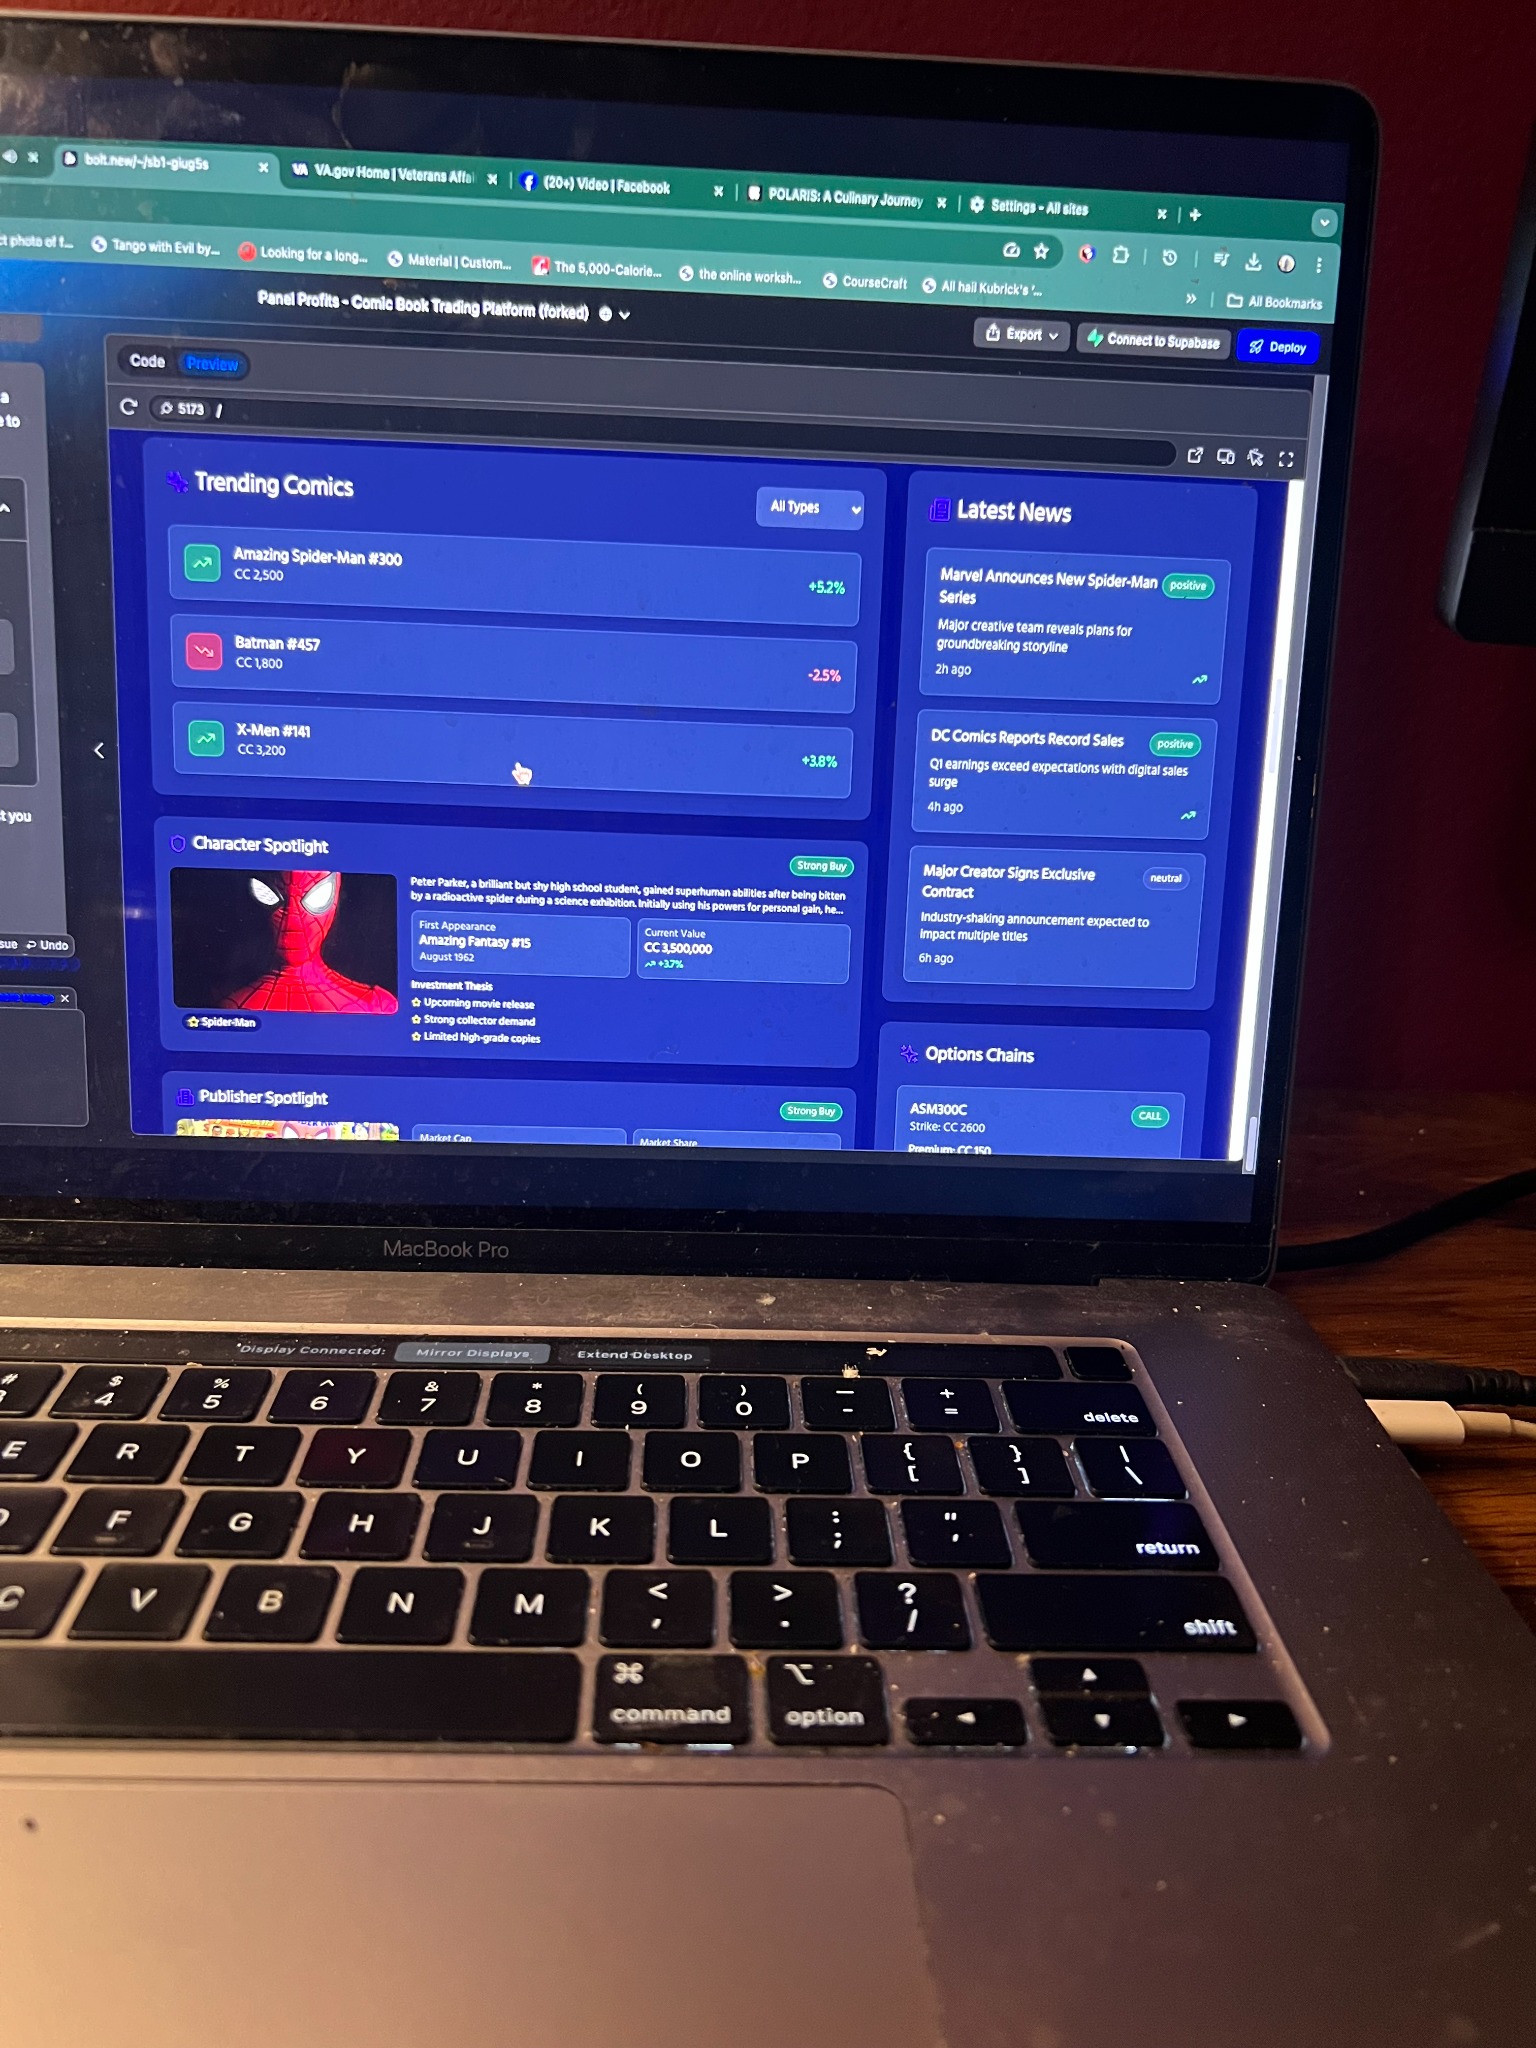 bolt.new/~/sb1-giug5s
VA.gov Home | Veterans Affai
(20+) Video | Facebook
POLARIS: A Culinary Journey
Settings - All sites
ct photo of f...
Tango with Evil by...
Looking for a long...
Material | Custom...
The 5,000-Calorie...
the online worksh...
CourseCraft
All hail Kubrick's '...
All Bookmarks
Panel Profits - Comic Book Trading Platform (forked)
Export
Connect to Supabase
Deploy
Code
Preview
5173 /
a
e to
t you
sue
Undo
Trending Comics
All Types
Amazing Spider-Man #300
CC 2,500
+5.2%
Batman #457
CC 1,800
-2.5%
X-Men #141
CC 3,200
+3.8%
Character Spotlight
Strong Buy
Peter Parker, a brilliant but shy high school student, gained superhuman abilities after being bitten
by a radioactive spider during a science exhibition. Initially using his powers for personal gain, he...
First Appearance
Amazing Fantasy #15
August 1962
Current Value
CC 3,500,000
+3.7%
Investment Thesis
Upcoming movie release
Strong collector demand
Limited high-grade copies
Spider-Man
Publisher Spotlight
Strong Buy
Market Cap
Market Share
Latest News
Marvel Announces New Spider-Man
Series
positive
Major creative team reveals plans for
groundbreaking storyline
2h ago
DC Comics Reports Record Sales
positive
Q1 earnings exceed expectations with digital sales
surge
4h ago
Major Creator Signs Exclusive
Contract
neutral
Industry-shaking announcement expected to
impact multiple titles
6h ago
Options Chains
ASM300C
CALL
Strike: CC 2600
Premium: CC 150
MacBook Pro
Display Connected:
Mirror Displays
Extend Desktop
# $ % ^ & * ( ) — +
3 4 5 6 7 8 9 0 - =
delete
E R T Y U I O P { [ } ] | \
D F G H J K L : ; " '
return
C V B N M < , > . ? /
shift
⌘
command
⌥
option